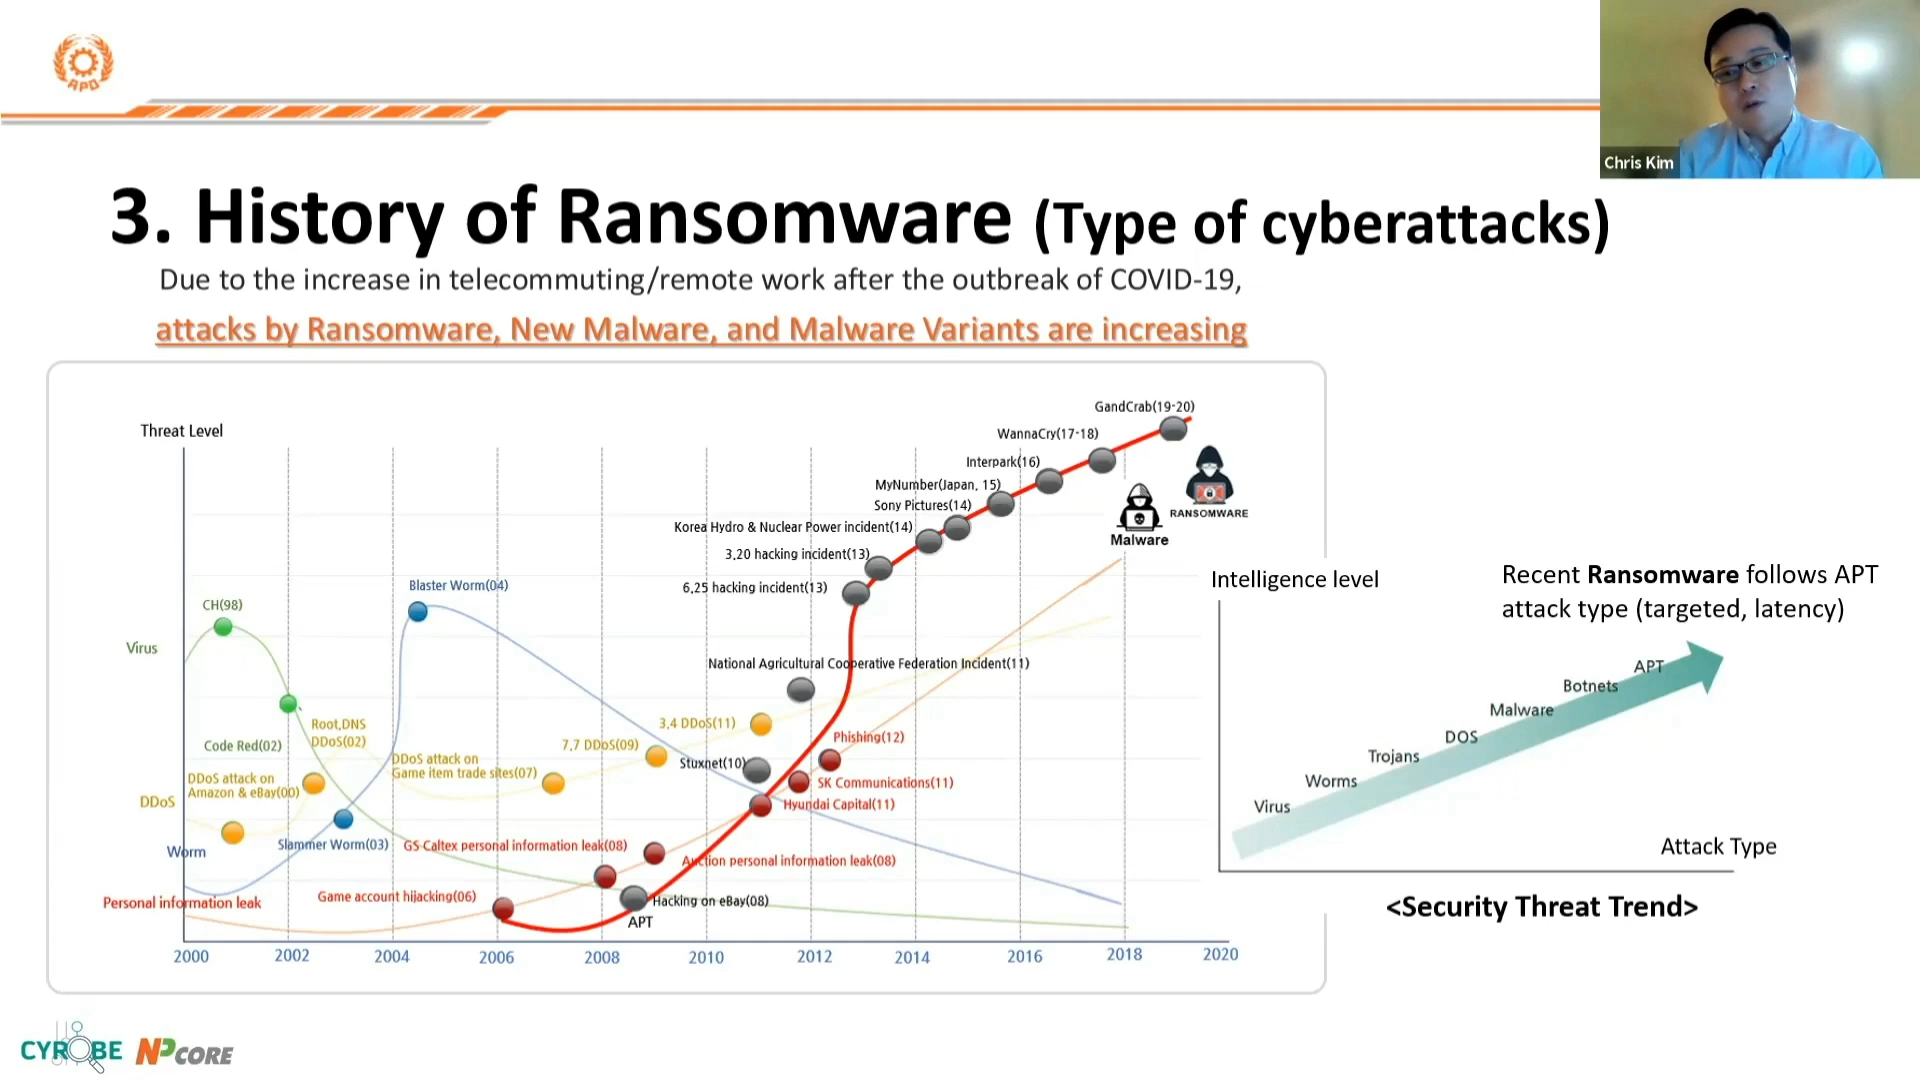 APO
Chris Kim
3. History of Ransomware (Type of cyberattacks)
Due to the increase in telecommuting/remote work after the outbreak of COVID-19,
attacks by Ransomware, New Malware, and Malware Variants are increasing
Threat Level
GandCrab(19-20)
WannaCry(17-18)
Interpark(16)
MyNumber(Japan, 15)
Sony Pictures(14)
Korea Hydro & Nuclear Power incident(14)
3.20 hacking incident(13)
6.25 hacking incident(13)
RANSOMWARE
Malware
Blaster Worm(04)
CH(98)
Virus
National Agricultural Cooperative Federation Incident(11)
Root,DNS
DDoS(02)
Code Red(02)
3.4 DDoS(11)
7.7 DDoS(09)
Phishing(12)
DDoS attack on
Game item trade sites(07)
Stuxnet(10)
DDoS attack on
Amazon & eBay(00)
DDoS
SK Communications(11)
Hyundai Capital(11)
Slammer Worm(03)
Worm
GS Caltex personal information leak(08)
Auction personal information leak(08)
Game account hijacking(06)
Personal information leak
Hacking on eBay(08)
APT
2000
2002
2004
2006
2008
2010
2012
2014
2016
2018
2020
Intelligence level
Recent Ransomware follows APT
attack type (targeted, latency)
APT
Botnets
Malware
DOS
Trojans
Worms
Virus
Attack Type
<Security Threat Trend>
CYROBE
NPCORE